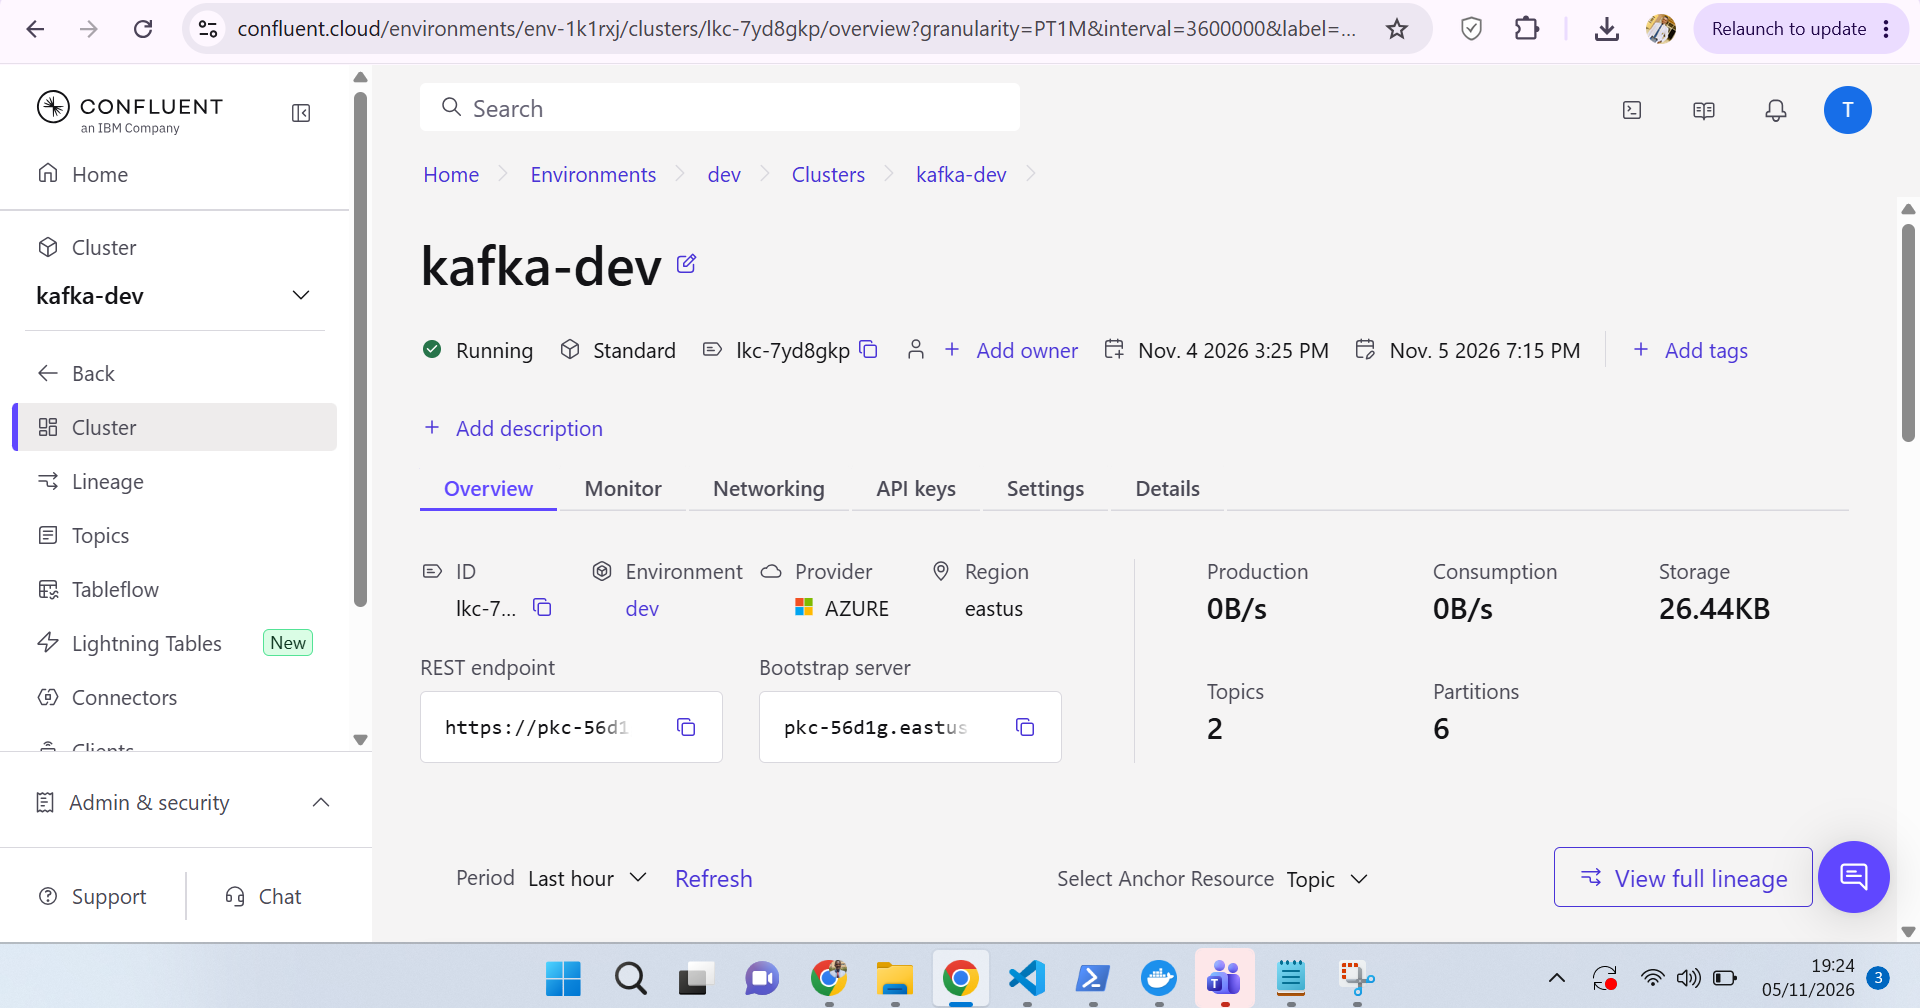 confluent.cloud/environments/env-1k1rxj/clusters/lkc-7yd8gkp/overview?granularity=PT1M&interval=3600000&label=...
Relaunch to update
CONFLUENT
an IBM Company
Search
T
Home
Cluster
kafka-dev
Back
Cluster
Lineage
Topics
Tableflow
Lightning Tables New
Connectors
Clients
Admin & security
Support
Chat
Home
Environments
dev
Clusters
kafka-dev
kafka-dev
Running
Standard
lkc-7yd8gkp
+ Add owner
Nov. 4 2026 3:25 PM
Nov. 5 2026 7:15 PM
+ Add tags
+ Add description
Overview
Monitor
Networking
API keys
Settings
Details
ID
Environment
Provider
Region
lkc-7...
dev
AZURE
eastus
REST endpoint
Bootstrap server
https://pkc-56d1
pkc-56d1g.eastus
Production
Consumption
Storage
0B/s
0B/s
26.44KB
Topics
Partitions
2
6
Period Last hour
Refresh
Select Anchor Resource Topic
View full lineage
19:24
05/11/2026
3